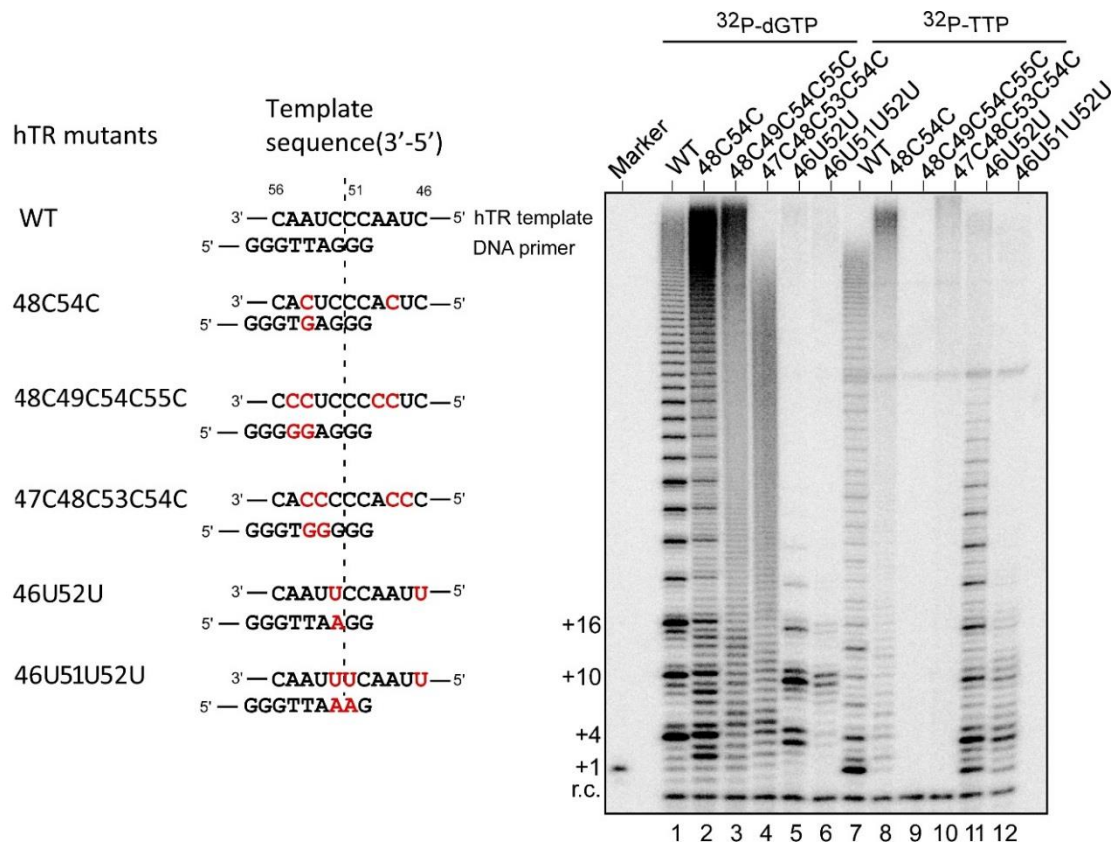 hTR mutants
Template
sequence(3'-5')
56 51 46
WT
3' — CAAUCCCAAUC — 5' hTR template
5' — GGGTTAGGG DNA primer
48C54C
3' — CACUCCCACUC — 5'
5' — GGGTGAGGG
48C49C54C55C
3' — CCCUCCCCCUC — 5'
5' — GGGGGAGGG
47C48C53C54C
3' — CACCCCCACCC — 5'
5' — GGGTGGGGG
46U52U
3' — CAAUUCCAAUU — 5'
5' — GGGTTAAGG
46U51U52U
3' — CAAUUUCAAUU — 5'
5' — GGGTTAAAG
32P-dGTP 32P-TTP
Marker
WT
48C54C
48C49C54C55C
47C48C53C54C
46U52U
46U51U52U
WT
48C54C
48C49C54C55C
47C48C53C54C
46U52U
46U51U52U
+16
+10
+4
+1
r.c.
1 2 3 4 5 6 7 8 9 10 11 12